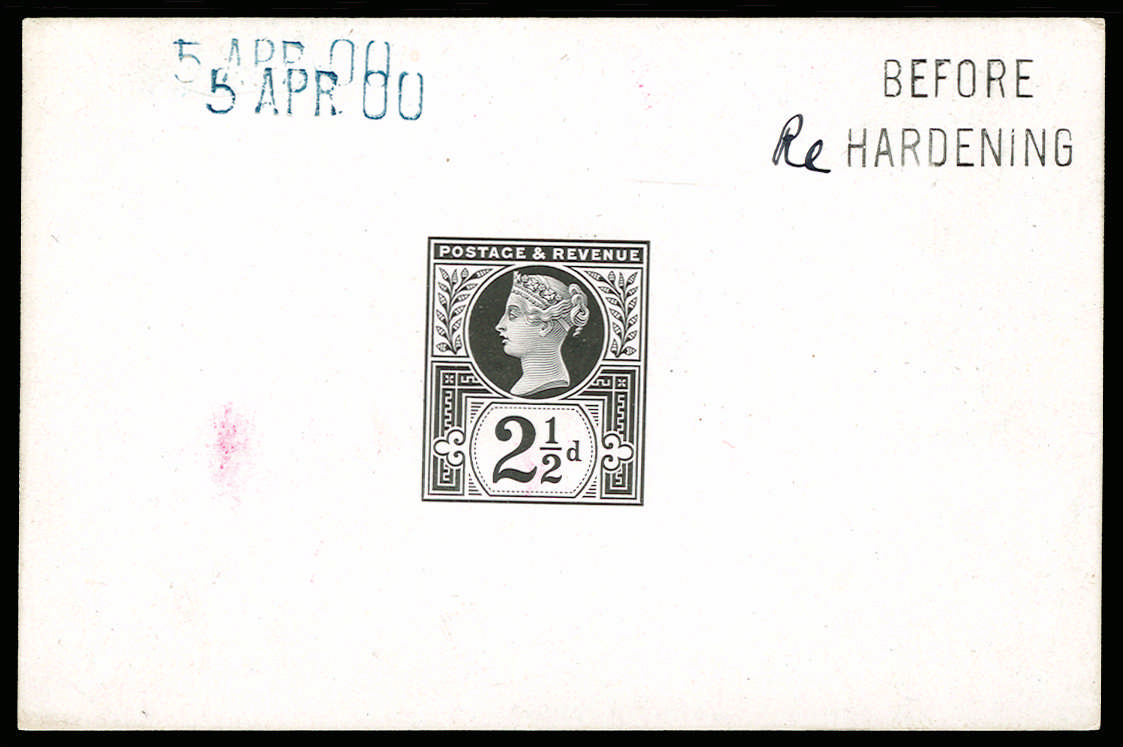 5 APR 00
5 APR 00
BEFORE
Re HARDENING
POSTAGE & REVENUE
2½d